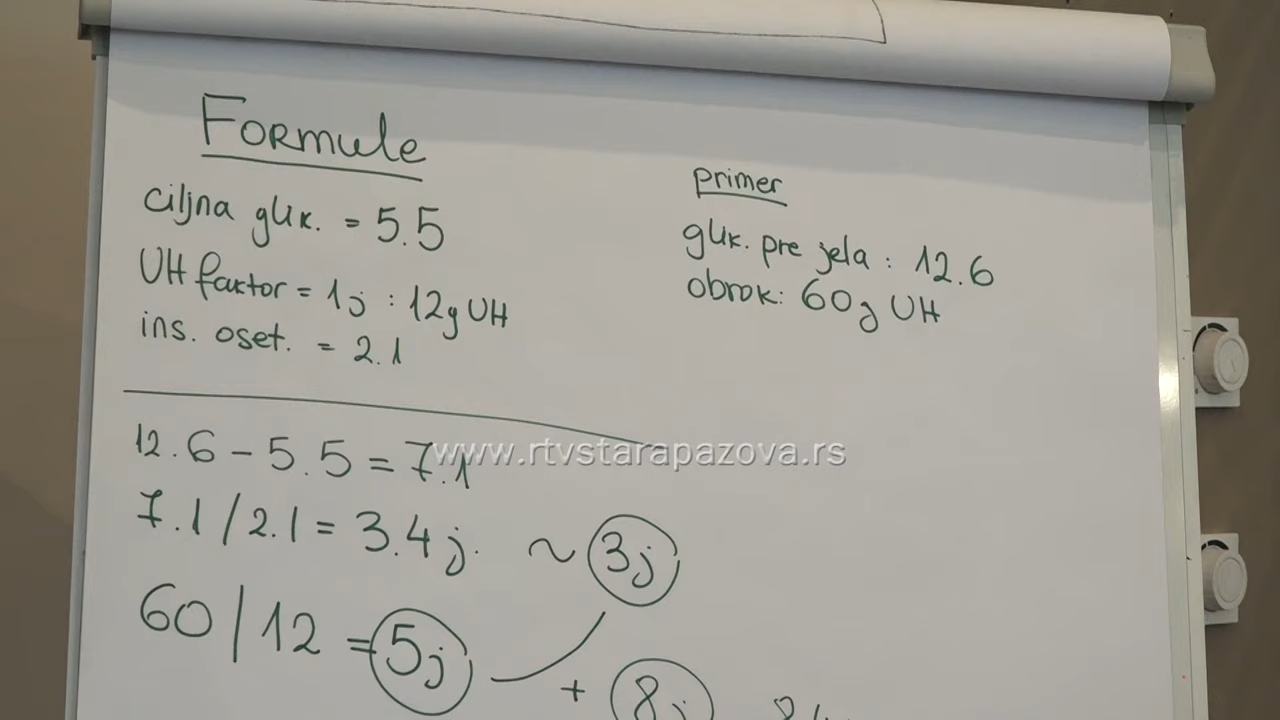 Formule
ciljna gluk. = 5.5
UH faktor = 1j : 12g UH
ins. oset. = 2.1
primer
gluk. pre jela : 12.6
obrok: 60g UH
12.6 - 5.5 = 7.1
7.1 / 2.1 = 3.4 j. ~ 3j
60 / 12 = 5j
+ 8j
www.rtvstarapazova.rs